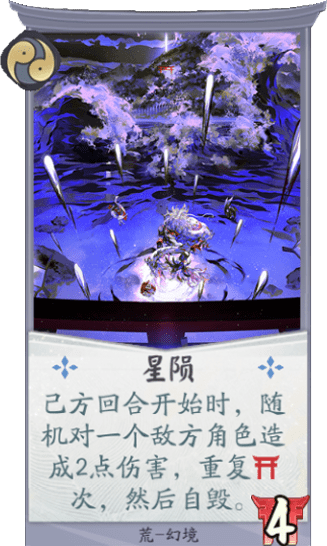 星陨
己方回合开始时，随
机对一个敌方角色造
成2点伤害，重复⛩
次，然后自毁。
4
荒-幻境